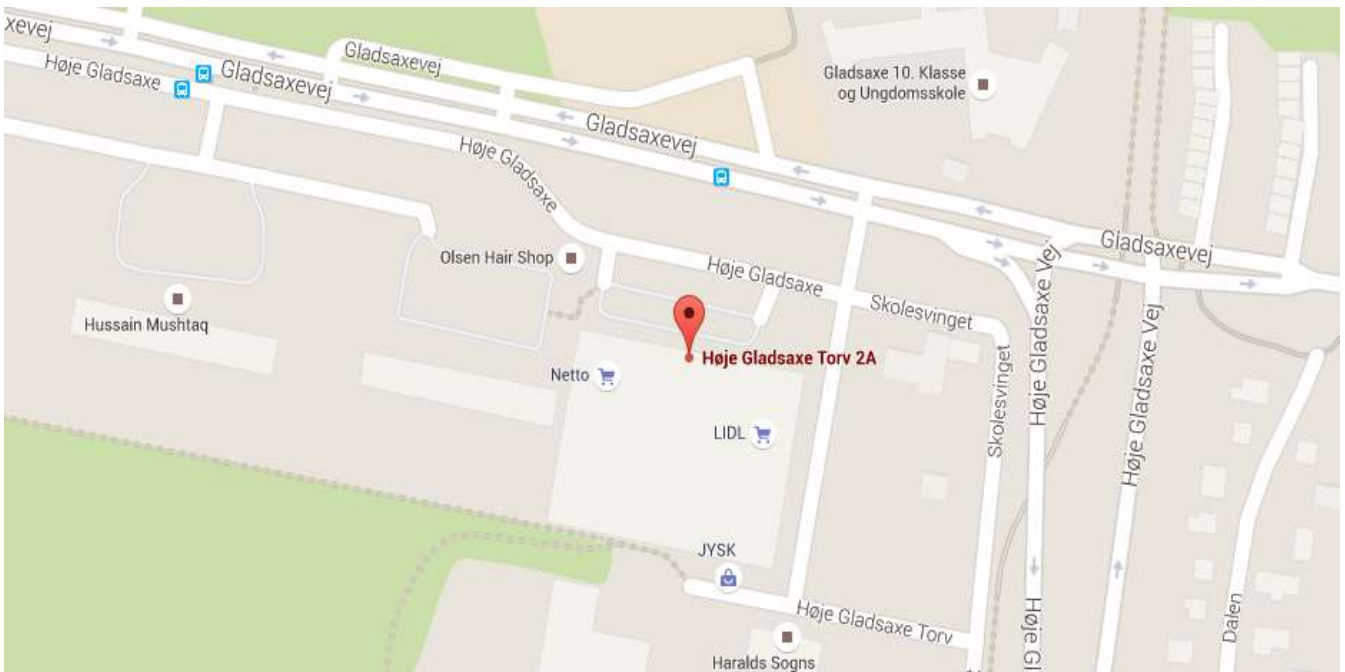 xevej
Høje Gladsaxe
Gladsaxevej
Gladsaxevej
Gladsaxevej
Høje Gladsaxe
Gladsaxe 10. Klasse
og Ungdomsskole
Olsen Hair Shop
Høje Gladsaxe
Skolesvinget
Høje Gladsaxe Vej
Gladsaxevej
Hussain Mushtaq
Høje Gladsaxe Torv 2A
Netto
LIDL
Skolesvinget
Høje Gladsaxe Vej
JYSK
Høje Gladsaxe Torv
Høje Gl
Dalen
Haralds Sogns